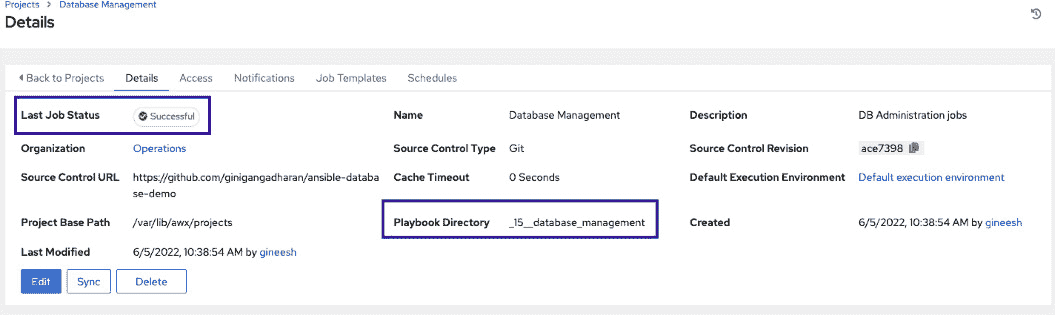 Projects > Database Management
Details
Back to Projects Details Access Notifications Job Templates Schedules
Last Job Status Successful Name Database Management Description DB Administration jobs
Organization Operations Source Control Type Git Source Control Revision ace7398
Source Control URL https://github.com/ginigangadharan/ansible-databa Cache Timeout 0 Seconds Default Execution Environment Default execution environment
se-demo
Project Base Path /var/lib/awx/projects Playbook Directory _15__database_management Created 6/5/2022, 10:38:54 AM by gineesh
Last Modified 6/5/2022, 10:38:54 AM by gineesh
Edit Sync Delete